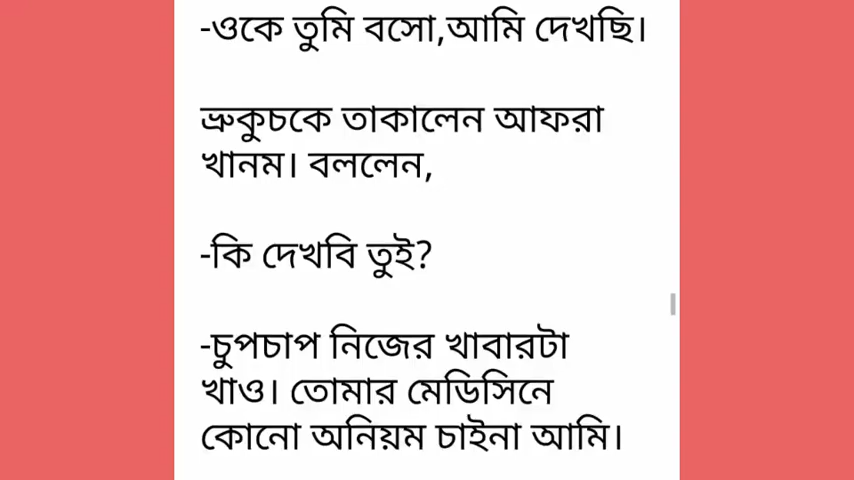 -ওকে তুমি বসো,আমি দেখছি।
ভ্রুকুচকে তাকালেন আফরা
খানম। বললেন,
-কি দেখবি তুই?
-চুপচাপ নিজের খাবারটা
খাও। তোমার মেডিসিনে
কোনো অনিয়ম চাইনা আমি।